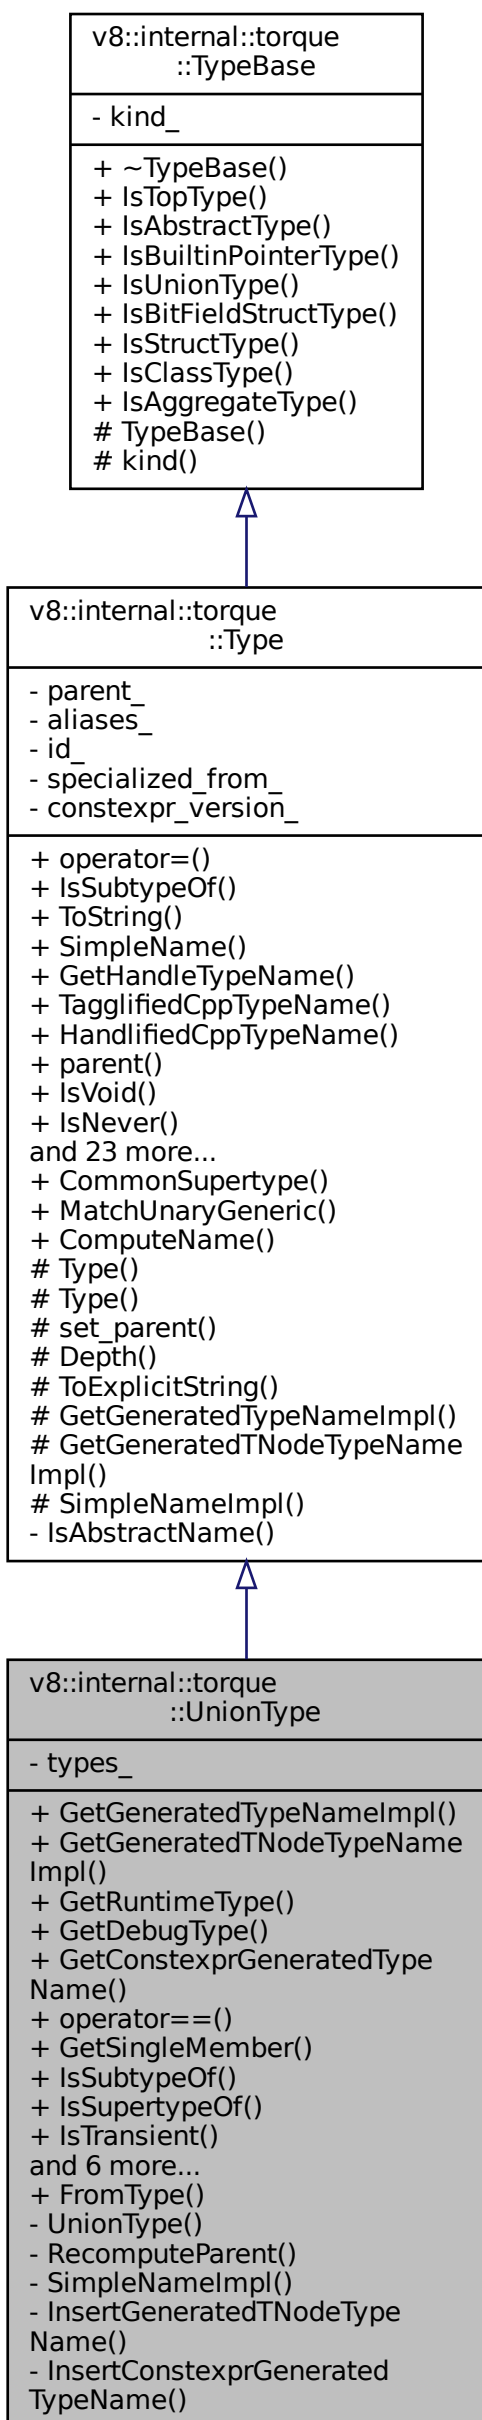 v8::internal::torque
::TypeBase
- kind_
+ ~TypeBase()
+ IsTopType()
+ IsAbstractType()
+ IsBuiltinPointerType()
+ IsUnionType()
+ IsBitFieldStructType()
+ IsStructType()
+ IsClassType()
+ IsAggregateType()
# TypeBase()
# kind()
v8::internal::torque
::Type
- parent_
- aliases_
- id_
- specialized_from_
- constexpr_version_
+ operator=()
+ IsSubtypeOf()
+ ToString()
+ SimpleName()
+ GetHandleTypeName()
+ TagglifiedCppTypeName()
+ HandlifiedCppTypeName()
+ parent()
+ IsVoid()
+ IsNever()
and 23 more...
+ CommonSupertype()
+ MatchUnaryGeneric()
+ ComputeName()
# Type()
# Type()
# set_parent()
# Depth()
# ToExplicitString()
# GetGeneratedTypeNameImpl()
# GetGeneratedTNodeTypeName
Impl()
# SimpleNameImpl()
- IsAbstractName()
v8::internal::torque
::UnionType
- types_
+ GetGeneratedTypeNameImpl()
+ GetGeneratedTNodeTypeName
Impl()
+ GetRuntimeType()
+ GetDebugType()
+ GetConstexprGeneratedType
Name()
+ operator==()
+ GetSingleMember()
+ IsSubtypeOf()
+ IsSupertypeOf()
+ IsTransient()
and 6 more...
+ FromType()
- UnionType()
- RecomputeParent()
- SimpleNameImpl()
- InsertGeneratedTNodeType
Name()
- InsertConstexprGenerated
TypeName()